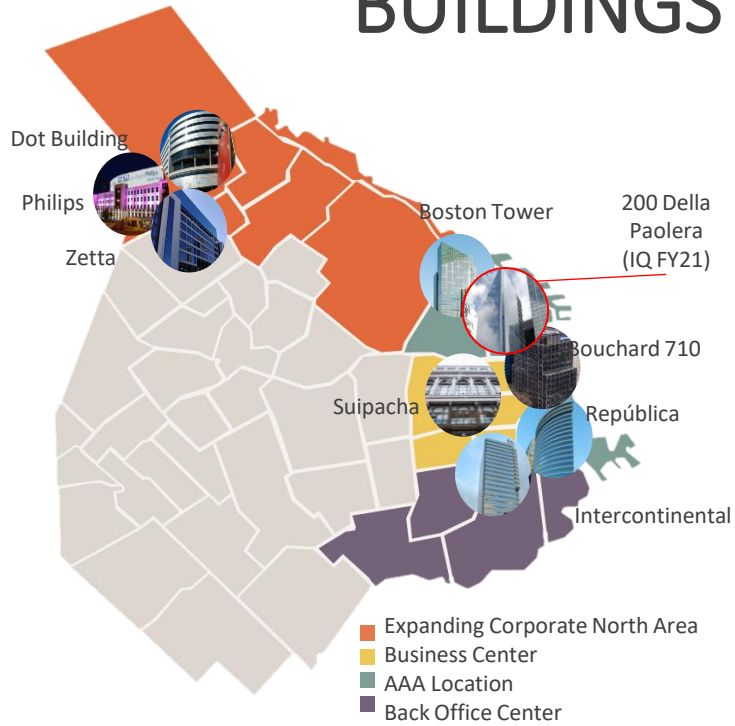 BUILDINGS
Dot Building
Philips
Zetta
Boston Tower
200 Della
Paolera
(IQ FY21)
Bouchard 710
Suipacha
República
Intercontinental
Expanding Corporate North Area
Business Center
AAA Location
Back Office Center